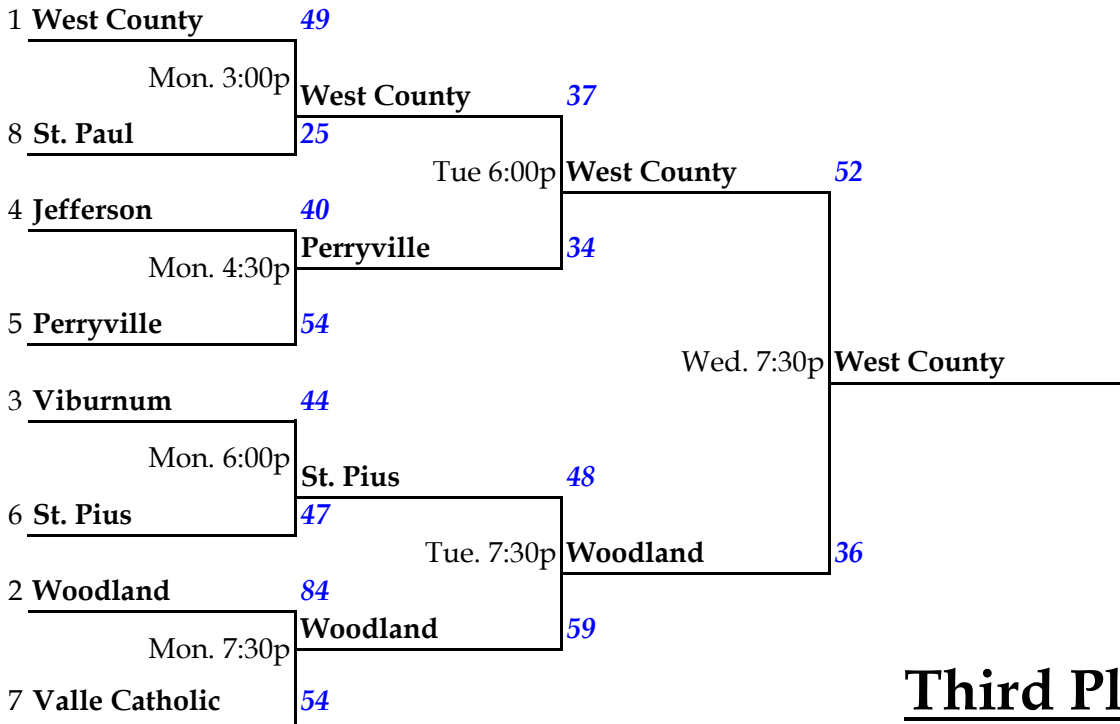 1 West County 49
Mon. 3:00p
West County 37
8 St. Paul 25
Tue 6:00p West County 52
4 Jefferson 40
Perryville 34
Mon. 4:30p
5 Perryville 54
Wed. 7:30p West County
3 Viburnum 44
Mon. 6:00p
St. Pius 48
6 St. Pius 47
Tue. 7:30p Woodland 36
2 Woodland 84
Woodland 59
Mon. 7:30p
7 Valle Catholic 54
Third Pl